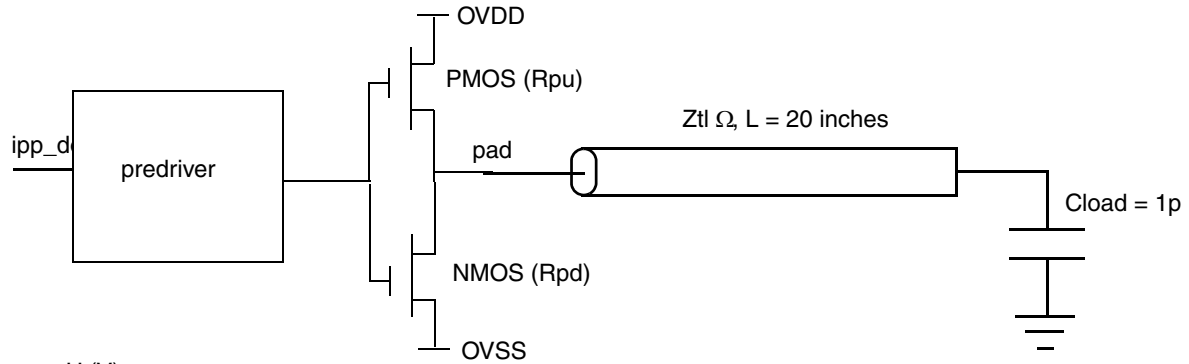 OVDD
PMOS (Rpu)
Ztl Ω, L = 20 inches
pad
predriver
Cload = 1p
NMOS (Rpd)
OVSS